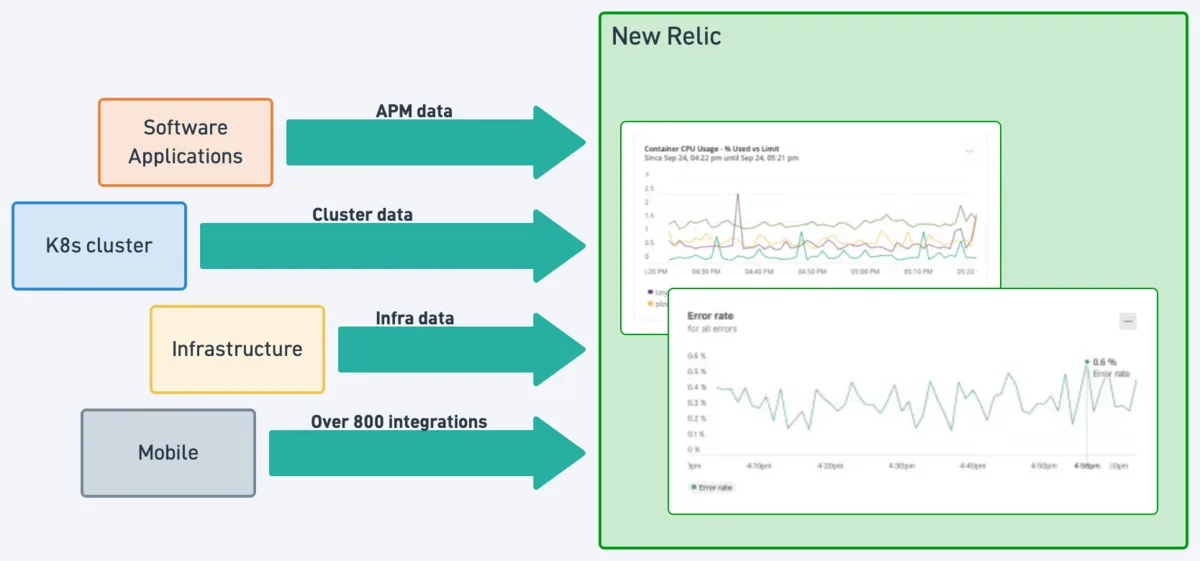 New Relic
APM data
Software
Applications
Cluster data
K8s cluster
Infra data
Infrastructure
Over 800 integrations
Mobile
Container CPU Usage - % Used vs Limit
Since Sep 24, 04:22 pm until Sep 24, 05:21 pm
2.5
2
1.5
1
0.5
0
:20 PM 04:30 PM 04:40 PM 04:50 PM 05:00 PM 05:10 PM 05:20
Error rate
for all errors
0.6 %
Error rate
0.6 %
0.5 %
0.4 %
0.3 %
0.2 %
0.1 %
0 %
4:10pm 4:20pm 4:30pm 4:40pm 4:50pm
Error rate